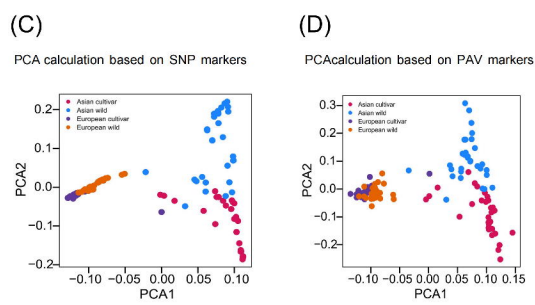 (C)
PCA calculation based on SNP markers
Asian cultivar
Asian wild
European cultivar
European wild
PCA2
0.2
0.1
0.0
−0.1
−0.2
−0.10
−0.05
0.00
0.05
0.10
PCA1
(D)
PCAcalculation based on PAV markers
Asian cultivar
Asian wild
European cultivar
European wild
PCA2
0.3
0.2
0.1
0.0
−0.1
−0.2
−0.10
−0.05
0.00
0.05
0.10
0.15
PCA1